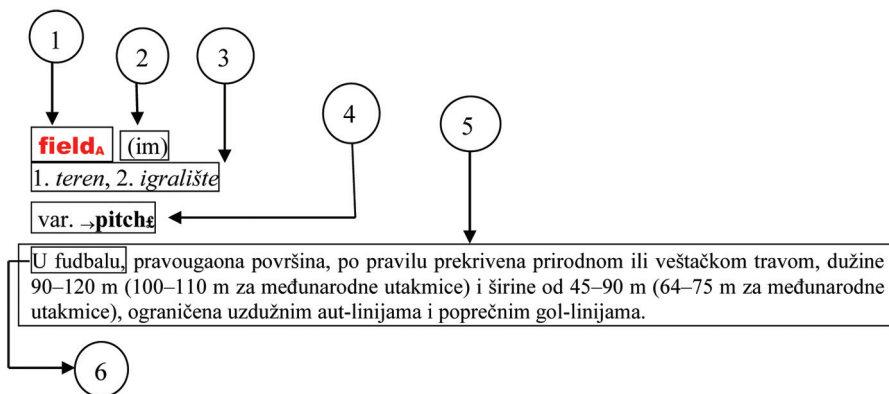 1
2
3
4
5
field A (im)
1. teren, 2. igralište
var. →pitch£
U fudbalu, pravougaona površina, po pravilu prekrivena prirodnom ili veštačkom travom, dužine
90–120 m (100–110 m za međunarodne utakmice) i širine od 45–90 m (64–75 m za međunarodne
utakmice), ograničena uzdužnim aut-linijama i poprečnim gol-linijama.
6